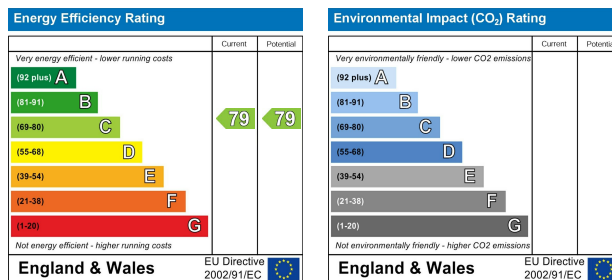 Energy Efficiency Rating
Current Potential
Very energy efficient - lower running costs
(92 plus) A
(81-91) B
(69-80) C
79 79
(55-68) D
(39-54) E
(21-38) F
(1-20) G
Not energy efficient - higher running costs
England & Wales
EU Directive
2002/91/EC
Environmental Impact (CO₂) Rating
Current Potential
Very environmentally friendly - lower CO2 emissions
(92 plus) A
(81-91) B
(69-80) C
(55-68) D
(39-54) E
(21-38) F
(1-20) G
Not environmentally friendly - higher CO2 emissions
England & Wales
EU Directive
2002/91/EC